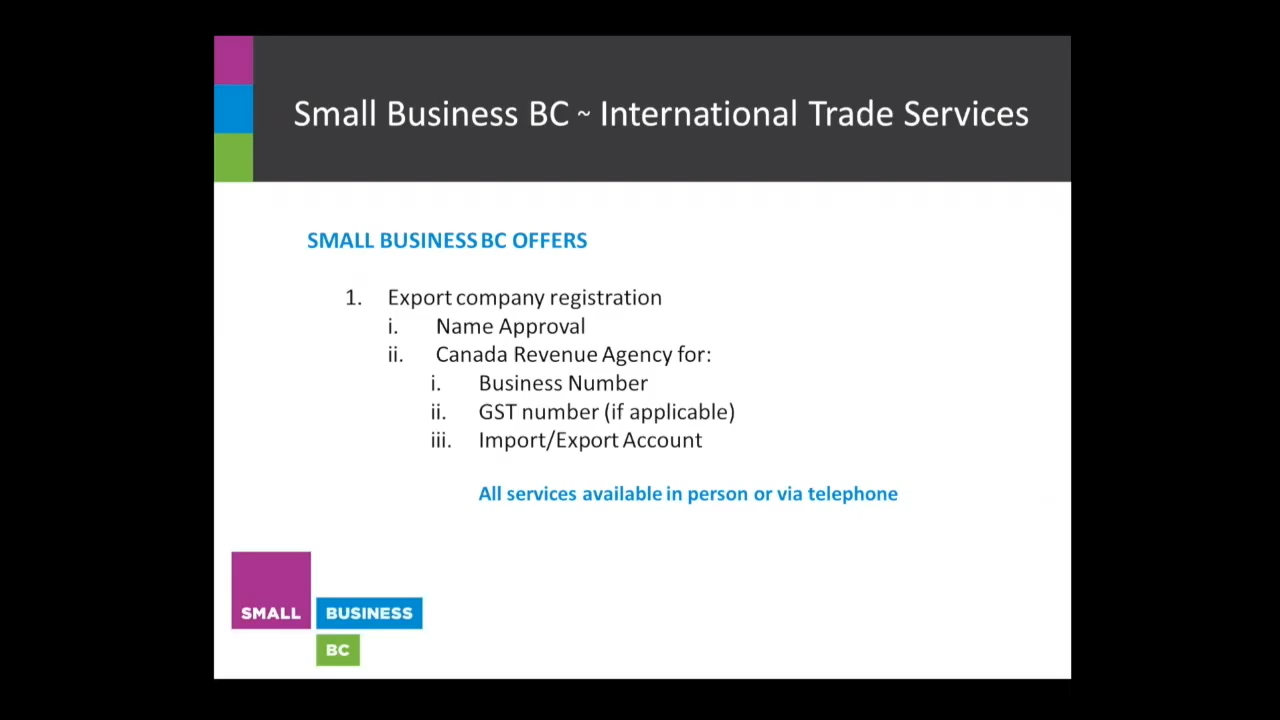 Small Business BC ~ International Trade Services
SMALL BUSINESS BC OFFERS
1. Export company registration
i. Name Approval
ii. Canada Revenue Agency for:
i. Business Number
ii. GST number (if applicable)
iii. Import/Export Account
All services available in person or via telephone
SMALL BUSINESS
BC